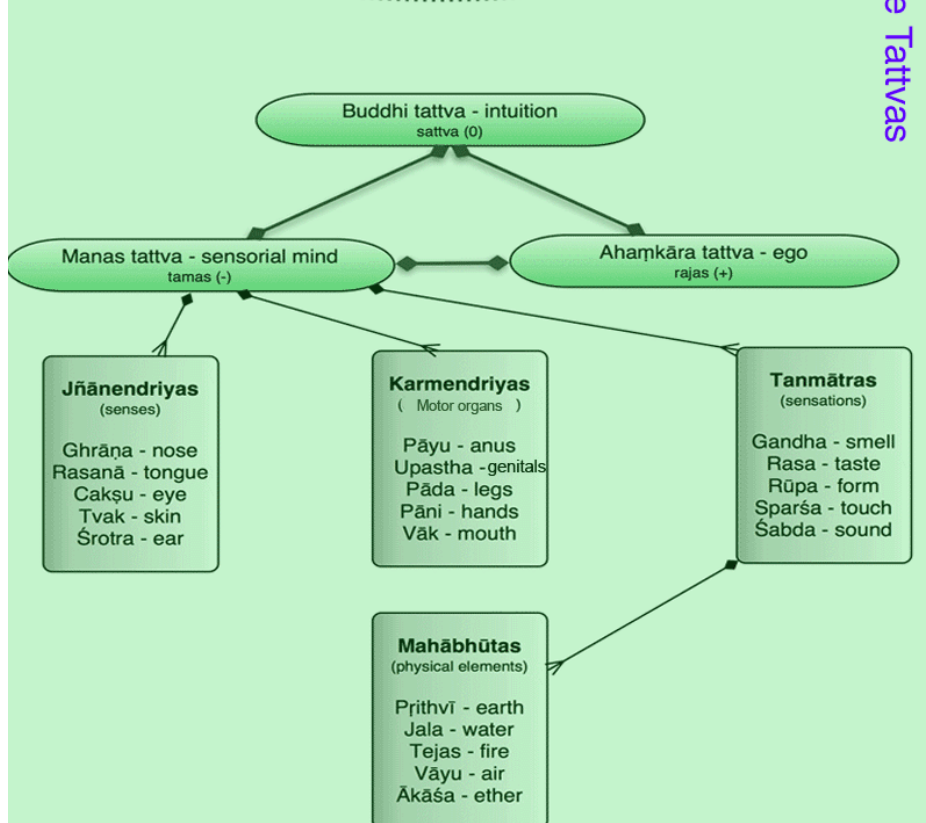 e Tattvas
Buddhi tattva - intuition
sattva (0)
Manas tattva - sensorial mind
tamas (-)
Ahaṃkāra tattva - ego
rajas (+)
Jñānendriyas
(senses)
Ghrāṇa - nose
Rasanā - tongue
Cakṣu - eye
Tvak - skin
Śrotra - ear
Karmendriyas
( Motor organs )
Pāyu - anus
Upastha -genitals
Pāda - legs
Pāni - hands
Vāk - mouth
Tanmātras
(sensations)
Gandha - smell
Rasa - taste
Rūpa - form
Sparśa - touch
Śabda - sound
Mahābhūtas
(physical elements)
Pṛithvī - earth
Jala - water
Tejas - fire
Vāyu - air
Ākāśa - ether